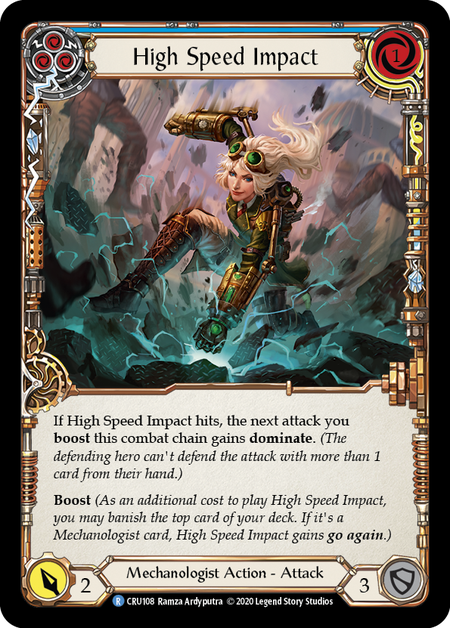 High Speed Impact
1
If High Speed Impact hits, the next attack you
boost this combat chain gains dominate. (The
defending hero can't defend the attack with more than 1
card from their hand.)
Boost (As an additional cost to play High Speed Impact,
you may banish the top card of your deck. If it's a
Mechanologist card, High Speed Impact gains go again.)
2
Mechanologist Action - Attack
3
R CRU108 Ramza Ardyputra © 2020 Legend Story Studios